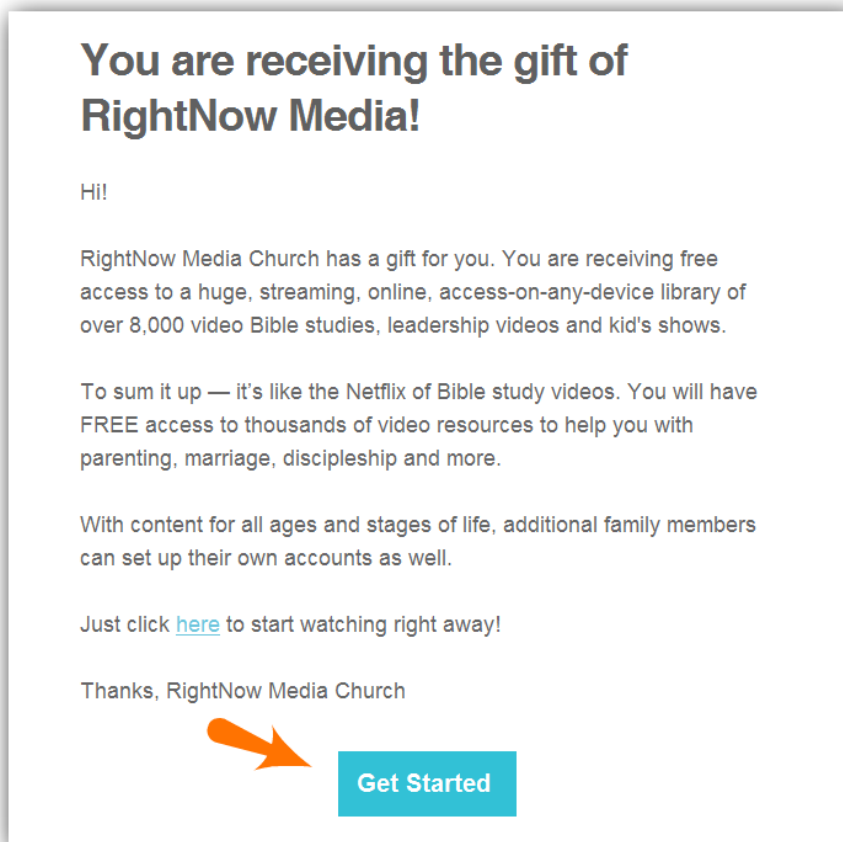 You are receiving the gift of
RightNow Media!
Hi!
RightNow Media Church has a gift for you. You are receiving free
access to a huge, streaming, online, access-on-any-device library of
over 8,000 video Bible studies, leadership videos and kid's shows.
To sum it up — it’s like the Netflix of Bible study videos. You will have
FREE access to thousands of video resources to help you with
parenting, marriage, discipleship and more.
With content for all ages and stages of life, additional family members
can set up their own accounts as well.
Just click here to start watching right away!
Thanks, RightNow Media Church
Get Started